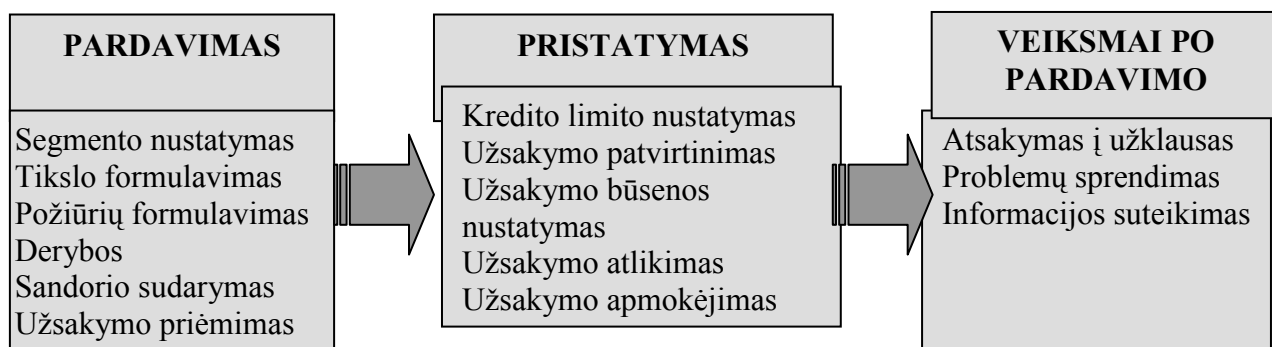 PARDAVIMAS
Segmento nustatymas
Tikslo formulavimas
Požiūrių formulavimas
Derybos
Sandorio sudarymas
Užsakymo priėmimas
PRISTATYMAS
Kredito limito nustatymas
Užsakymo patvirtinimas
Užsakymo būsenos
nustatymas
Užsakymo atlikimas
Užsakymo apmokėjimas
VEIKSMAI PO
PARDAVIMO
Atsakymas į užklausas
Problemų sprendimas
Informacijos suteikimas